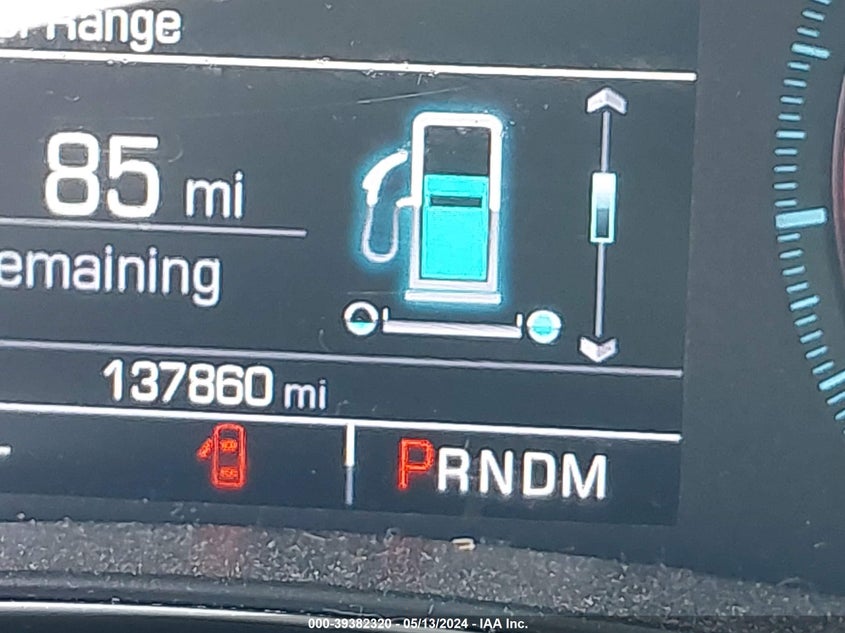 Range
85 mi
emaining
137860 mi
PRNDM
000-39382320 - 05/13/2024 - IAA Inc.